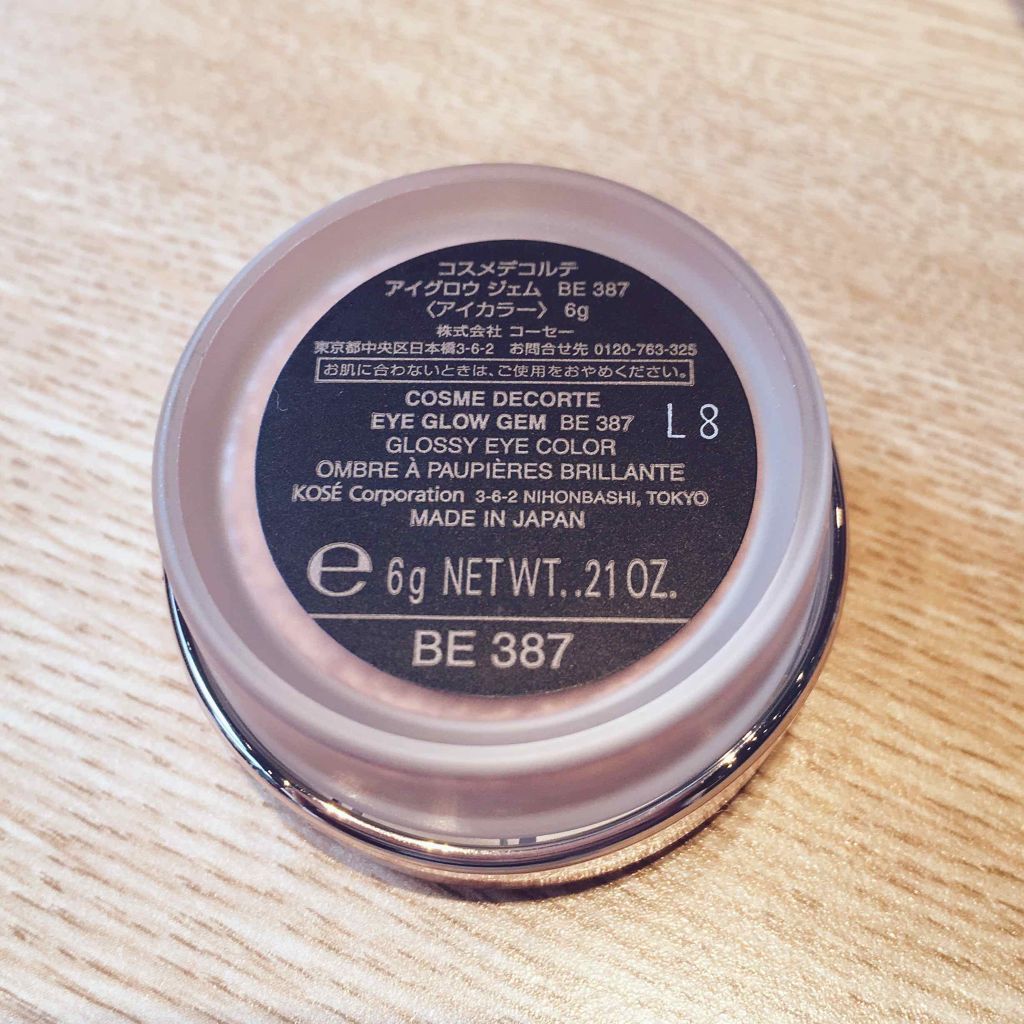 コスメデコルテ
アイグロウ ジェム BE 387
〈アイカラー〉 6g
株式会社 コーセー
東京都中央区日本橋3-6-2 お問合せ先 0120-763-325
お肌に合わないときは、ご使用をおやめください。
COSME DECORTE
EYE GLOW GEM BE 387
L8
GLOSSY EYE COLOR
OMBRE À PAUPIÈRES BRILLANTE
KOSÉ Corporation 3-6-2 NIHONBASHI, TOKYO
MADE IN JAPAN
e 6g NET WT. .21 OZ.
BE 387